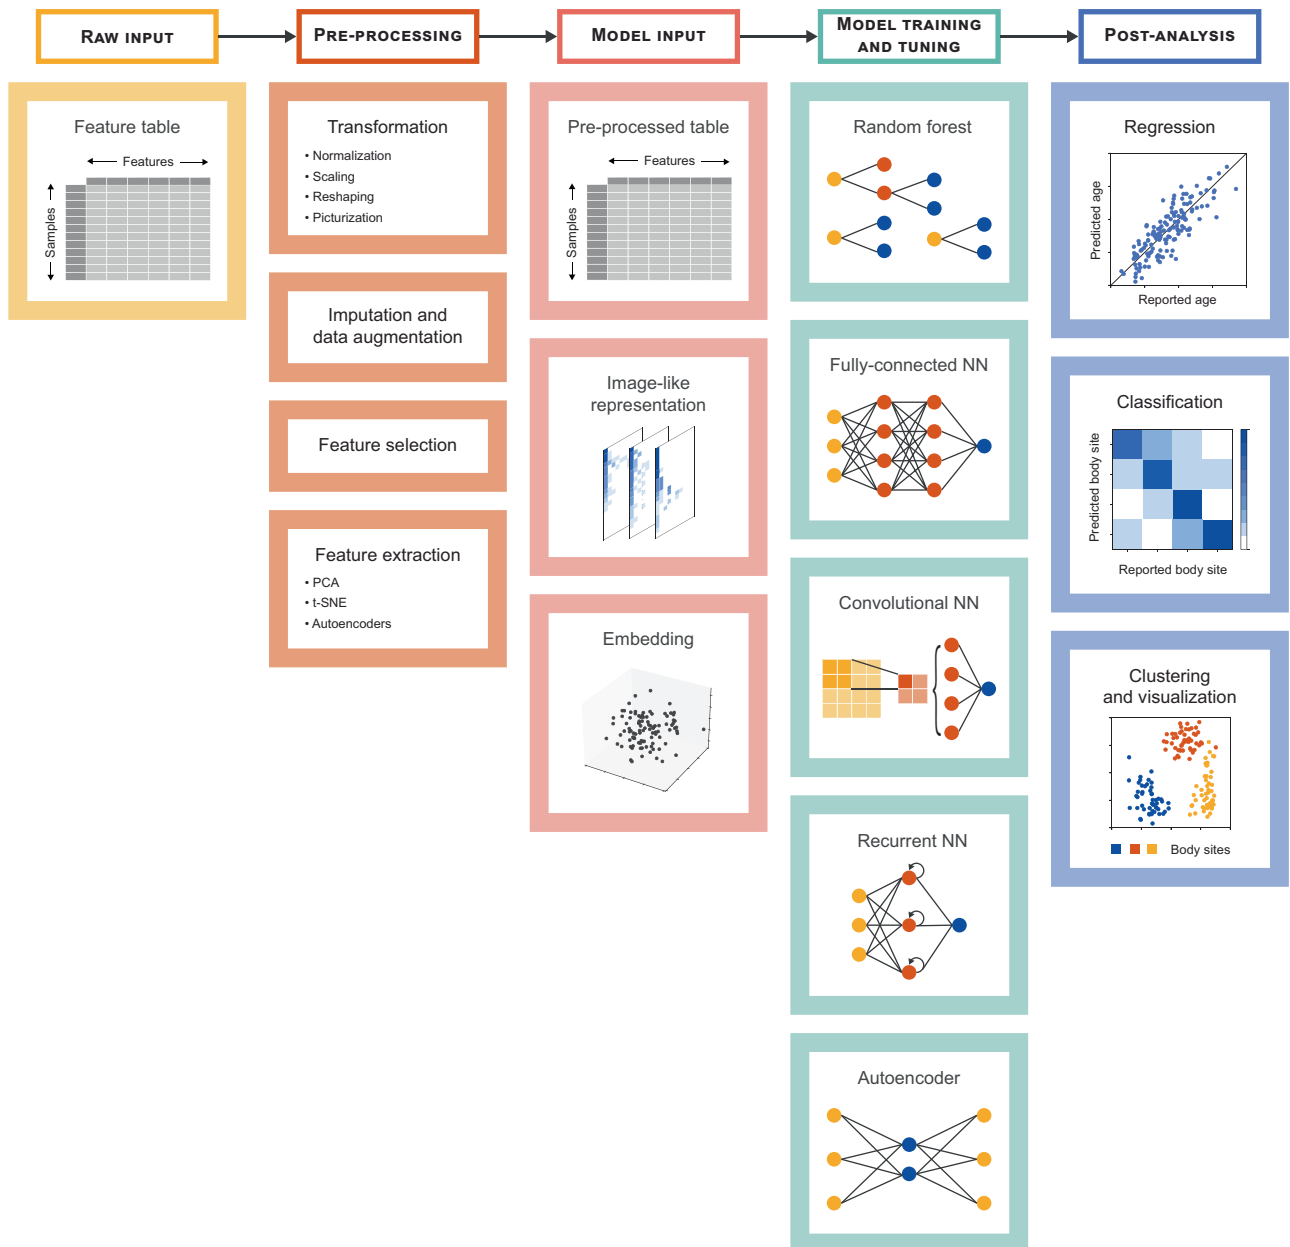 RAW INPUT
PRE-PROCESSING
MODEL INPUT
MODEL TRAINING
AND TUNING
POST-ANALYSIS
Feature table
Features
Samples
Transformation
• Normalization
• Scaling
• Reshaping
• Picturization
Imputation and
data augmentation
Feature selection
Feature extraction
• PCA
• t-SNE
• Autoencoders
Pre-processed table
Features
Samples
Image-like
representation
Embedding
Random forest
Fully-connected NN
Convolutional NN
Recurrent NN
Autoencoder
Regression
Predicted age
Reported age
Classification
Predicted body site
Reported body site
Clustering
and visualization
Body sites